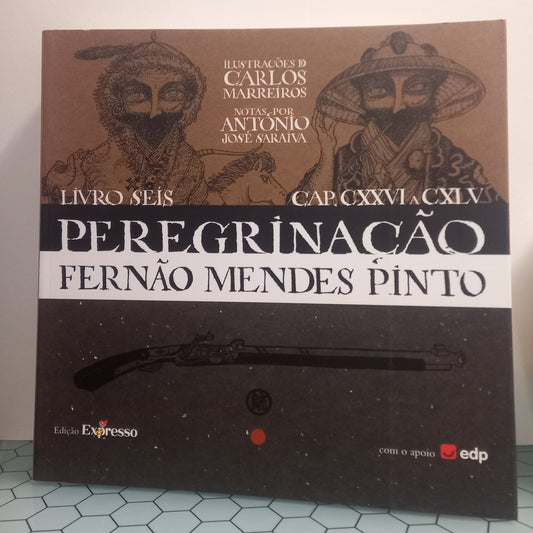 ILUSTRAÇÕES D
CARLOS
MARREIROS
NOTAS POR
ANTÓNIO
JOSÉ SARAIVA
LIVRO SEIS
CAP. CXXVI A CXLV
PEREGRINAÇÃO
FERNÃO MENDES PINTO
Edição Expresso
com o apoio edp